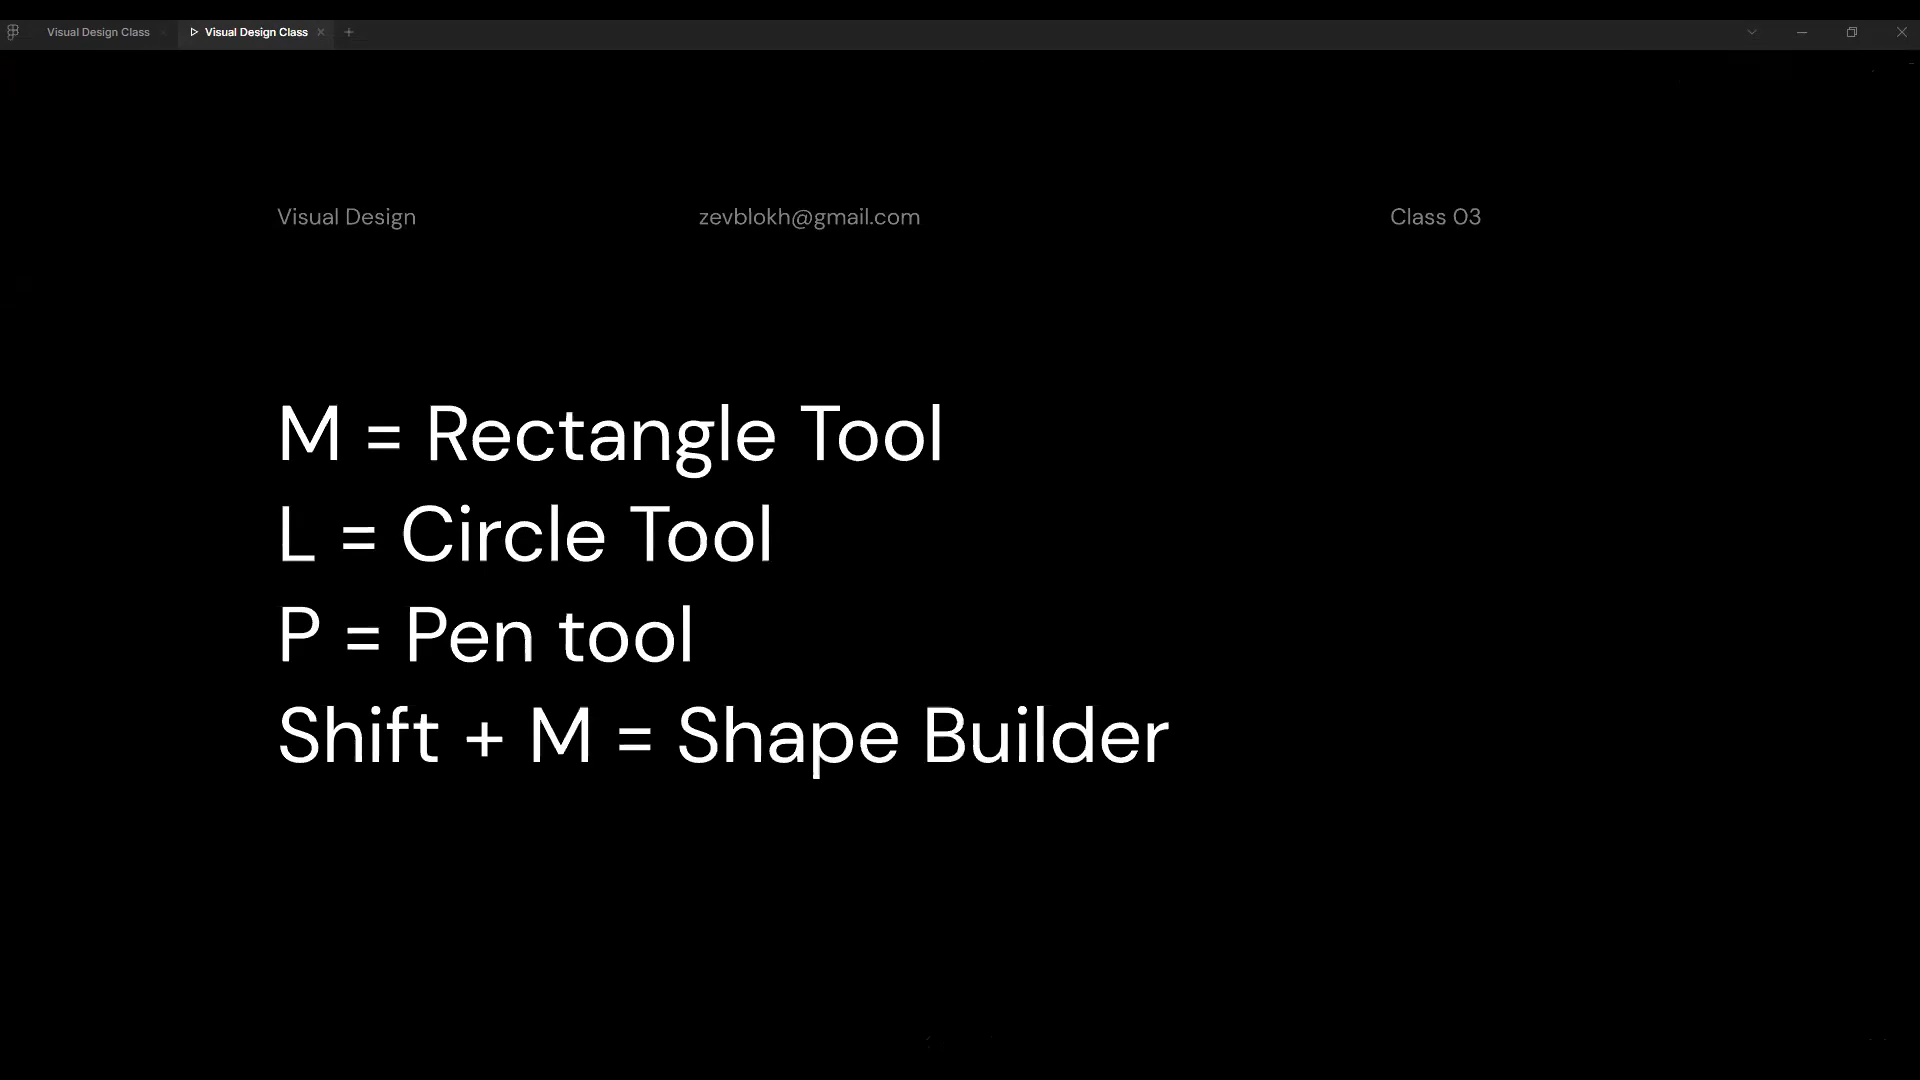 Visual Design Class
Visual Design Class
Visual Design
zevblokh@gmail.com
Class 03
M = Rectangle Tool
L = Circle Tool
P = Pen tool
Shift + M = Shape Builder